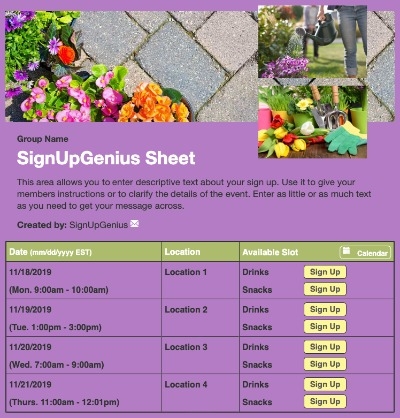 Group Name
SignUpGenius Sheet
This area allows you to enter descriptive text about your sign up. Use it to give your
members instructions or to clarify the details of the event. Enter as little or as much text
as you need to get your message across.
Created by: SignUpGenius
Date (mm/dd/yyyy EST) Location Available Slot Calendar
11/18/2019 Location 1 Drinks Sign Up
(Mon. 9:00am - 10:00am) Snacks Sign Up
11/19/2019 Location 2 Drinks Sign Up
(Tue. 1:00pm - 3:00pm) Snacks Sign Up
11/20/2019 Location 3 Drinks Sign Up
(Wed. 7:00am - 9:00am) Snacks Sign Up
11/21/2019 Location 4 Drinks Sign Up
(Thurs. 11:00am - 12:01pm) Snacks Sign Up